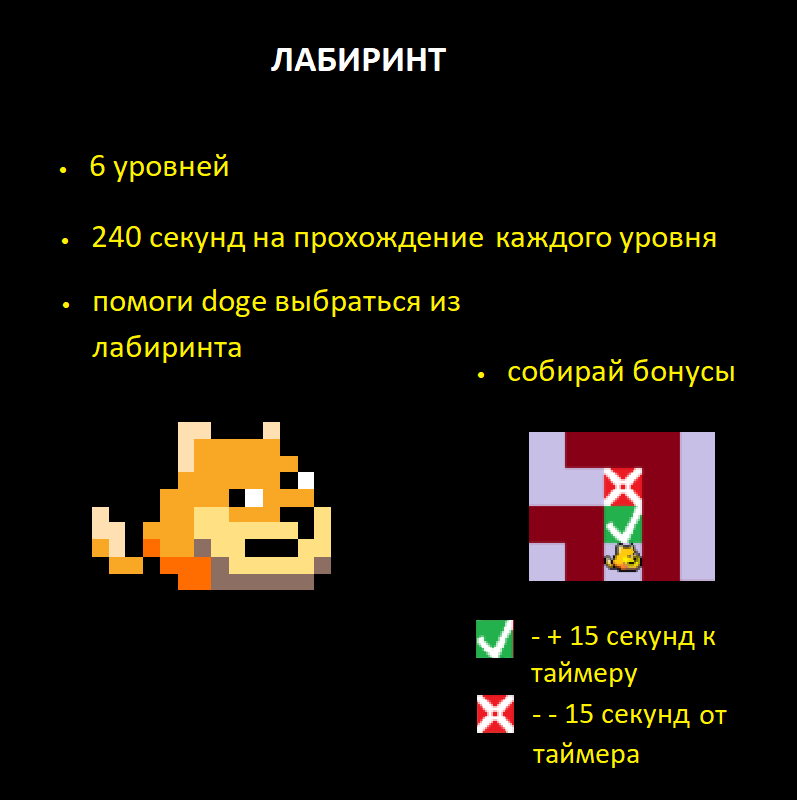 ЛАБИРИНТ
• 6 уровней
• 240 секунд на прохождение каждого уровня
• помоги doge выбраться из
лабиринта
• собирай бонусы
- + 15 секунд к
таймеру
- - 15 секунд от
таймера